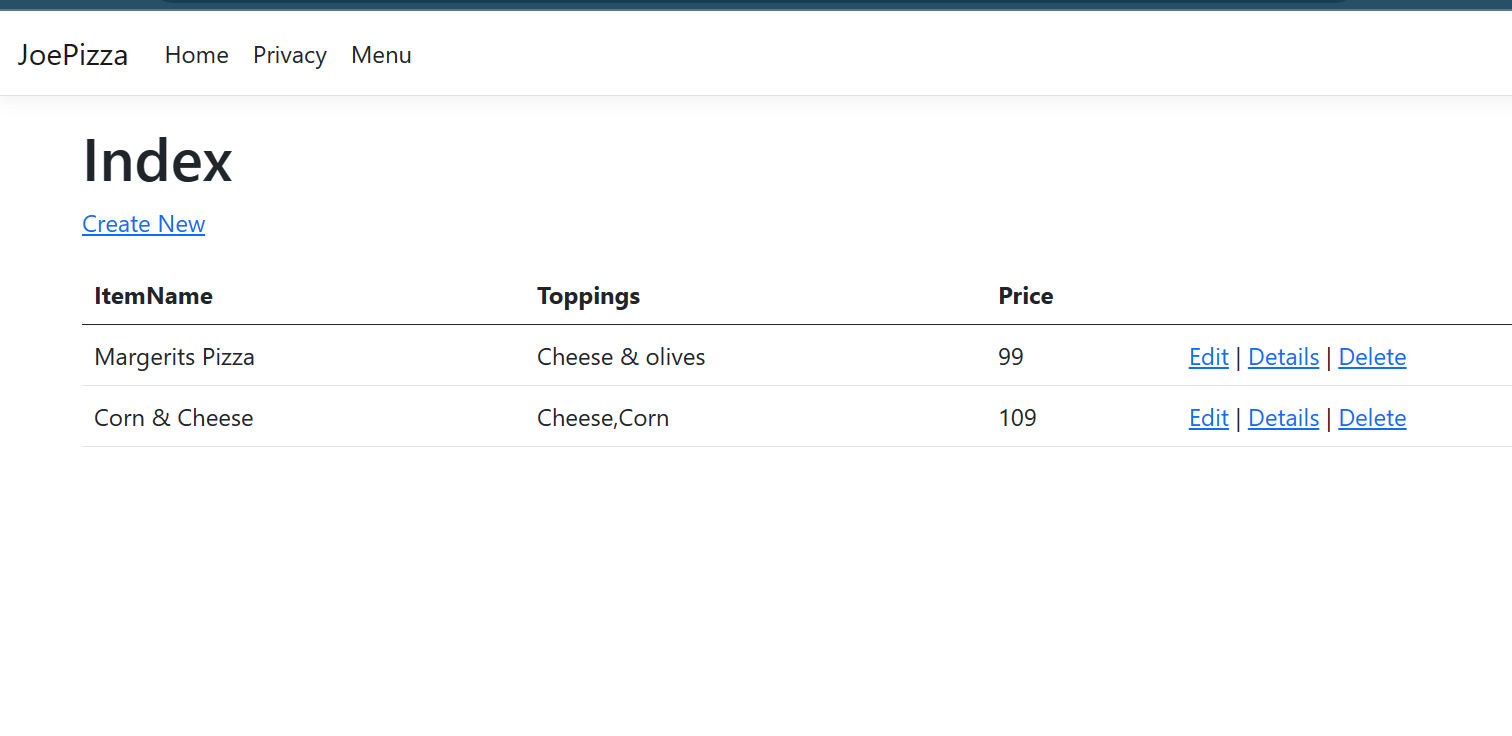 JoePizza Home Privacy Menu
Index
Create New
ItemName Toppings Price
Margerits Pizza Cheese & olives 99 Edit | Details | Delete
Corn & Cheese Cheese,Corn 109 Edit | Details | Delete